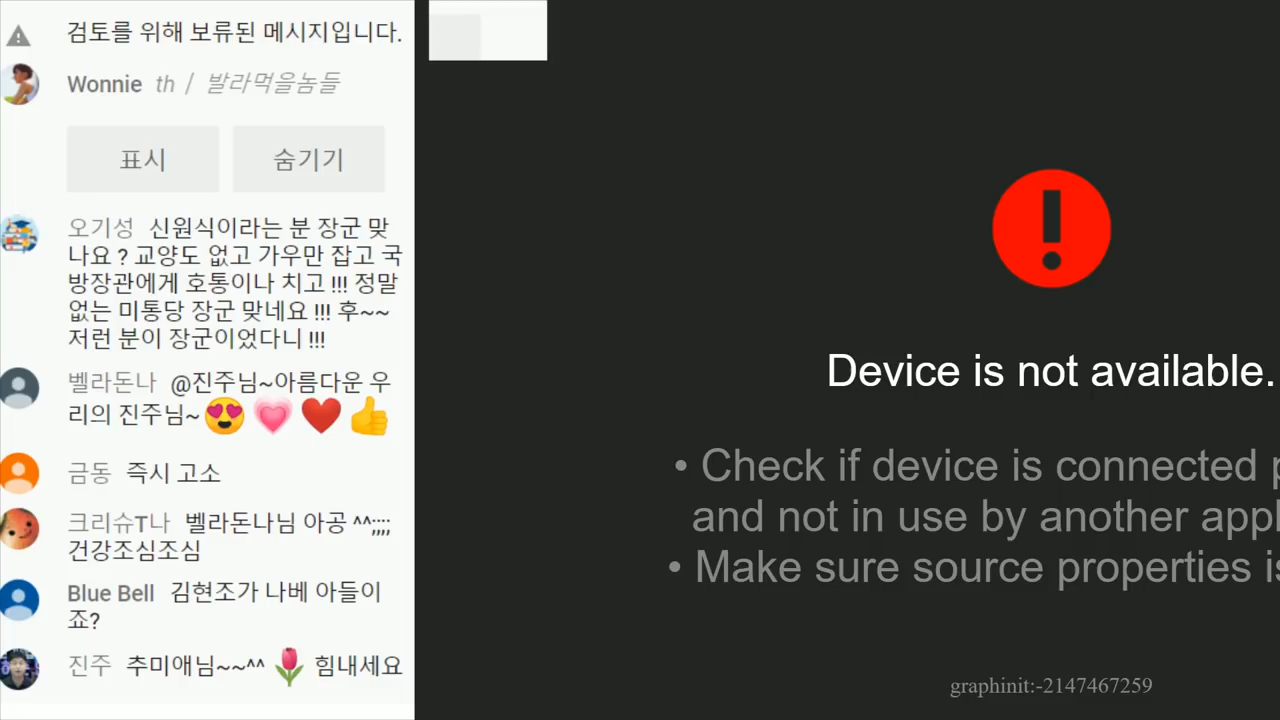 검토를 위해 보류된 메시지입니다.
Wonnie th / 발라먹을놈들
표시 숨기기
오기성 신원식이라는 분 장군 맞
나요 ? 교양도 없고 가우만 잡고 국
방장관에게 호통이나 치고 !!! 정말
없는 미통당 장군 맞네요 !!! 후~~
저런 분이 장군이었다니 !!!
벨라돈나 @진주님~아름다운 우
리의 진주님~😍💗❤️👍
금동 즉시 고소
크리슈T나 벨라돈나님 아공 ^^;;;;
건강조심조심
Blue Bell 김현조가 나베 아들이
죠?
진주 추미애님~~^^🌷힘내세요
Device is not available.
• Check if device is connected p
and not in use by another appl
• Make sure source properties is
graphinit:-2147467259